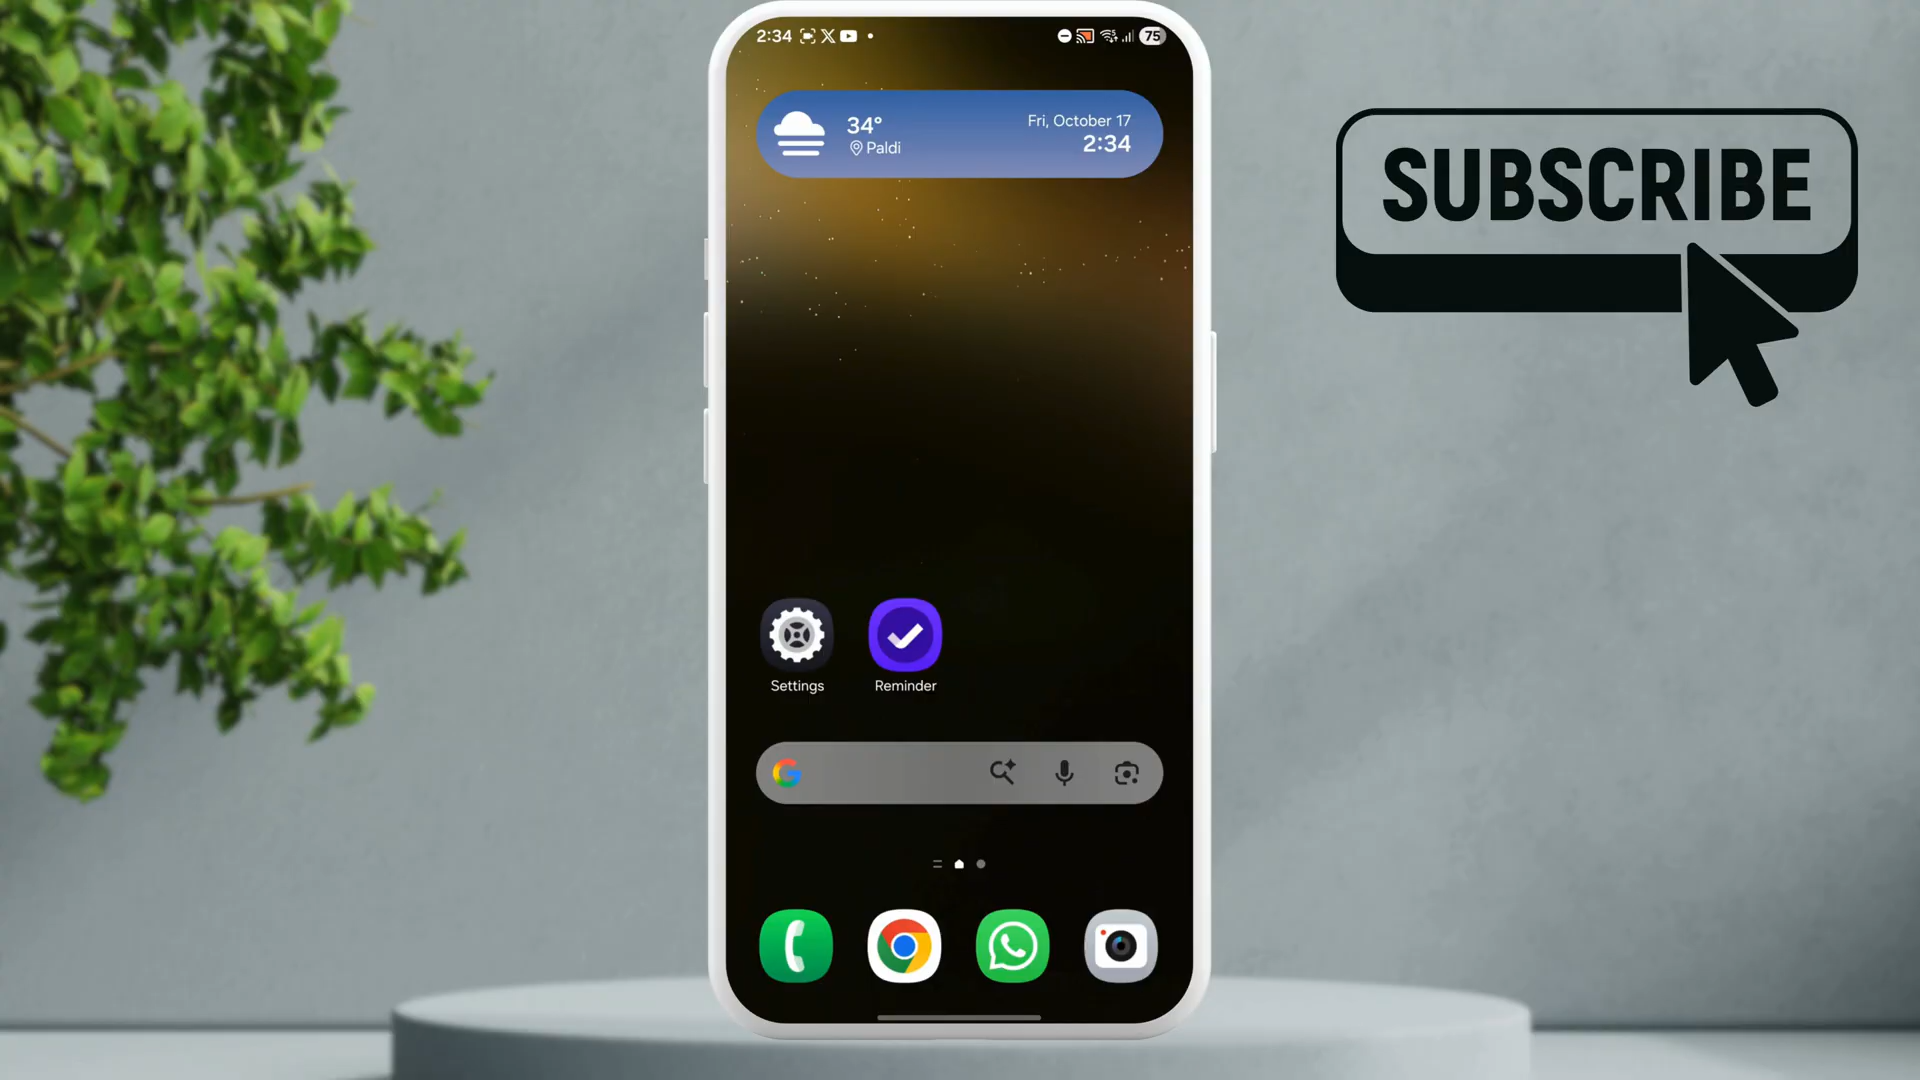 2:34
75
34°
Paldi
Fri, October 17
2:34
Settings
Reminder
SUBSCRIBE